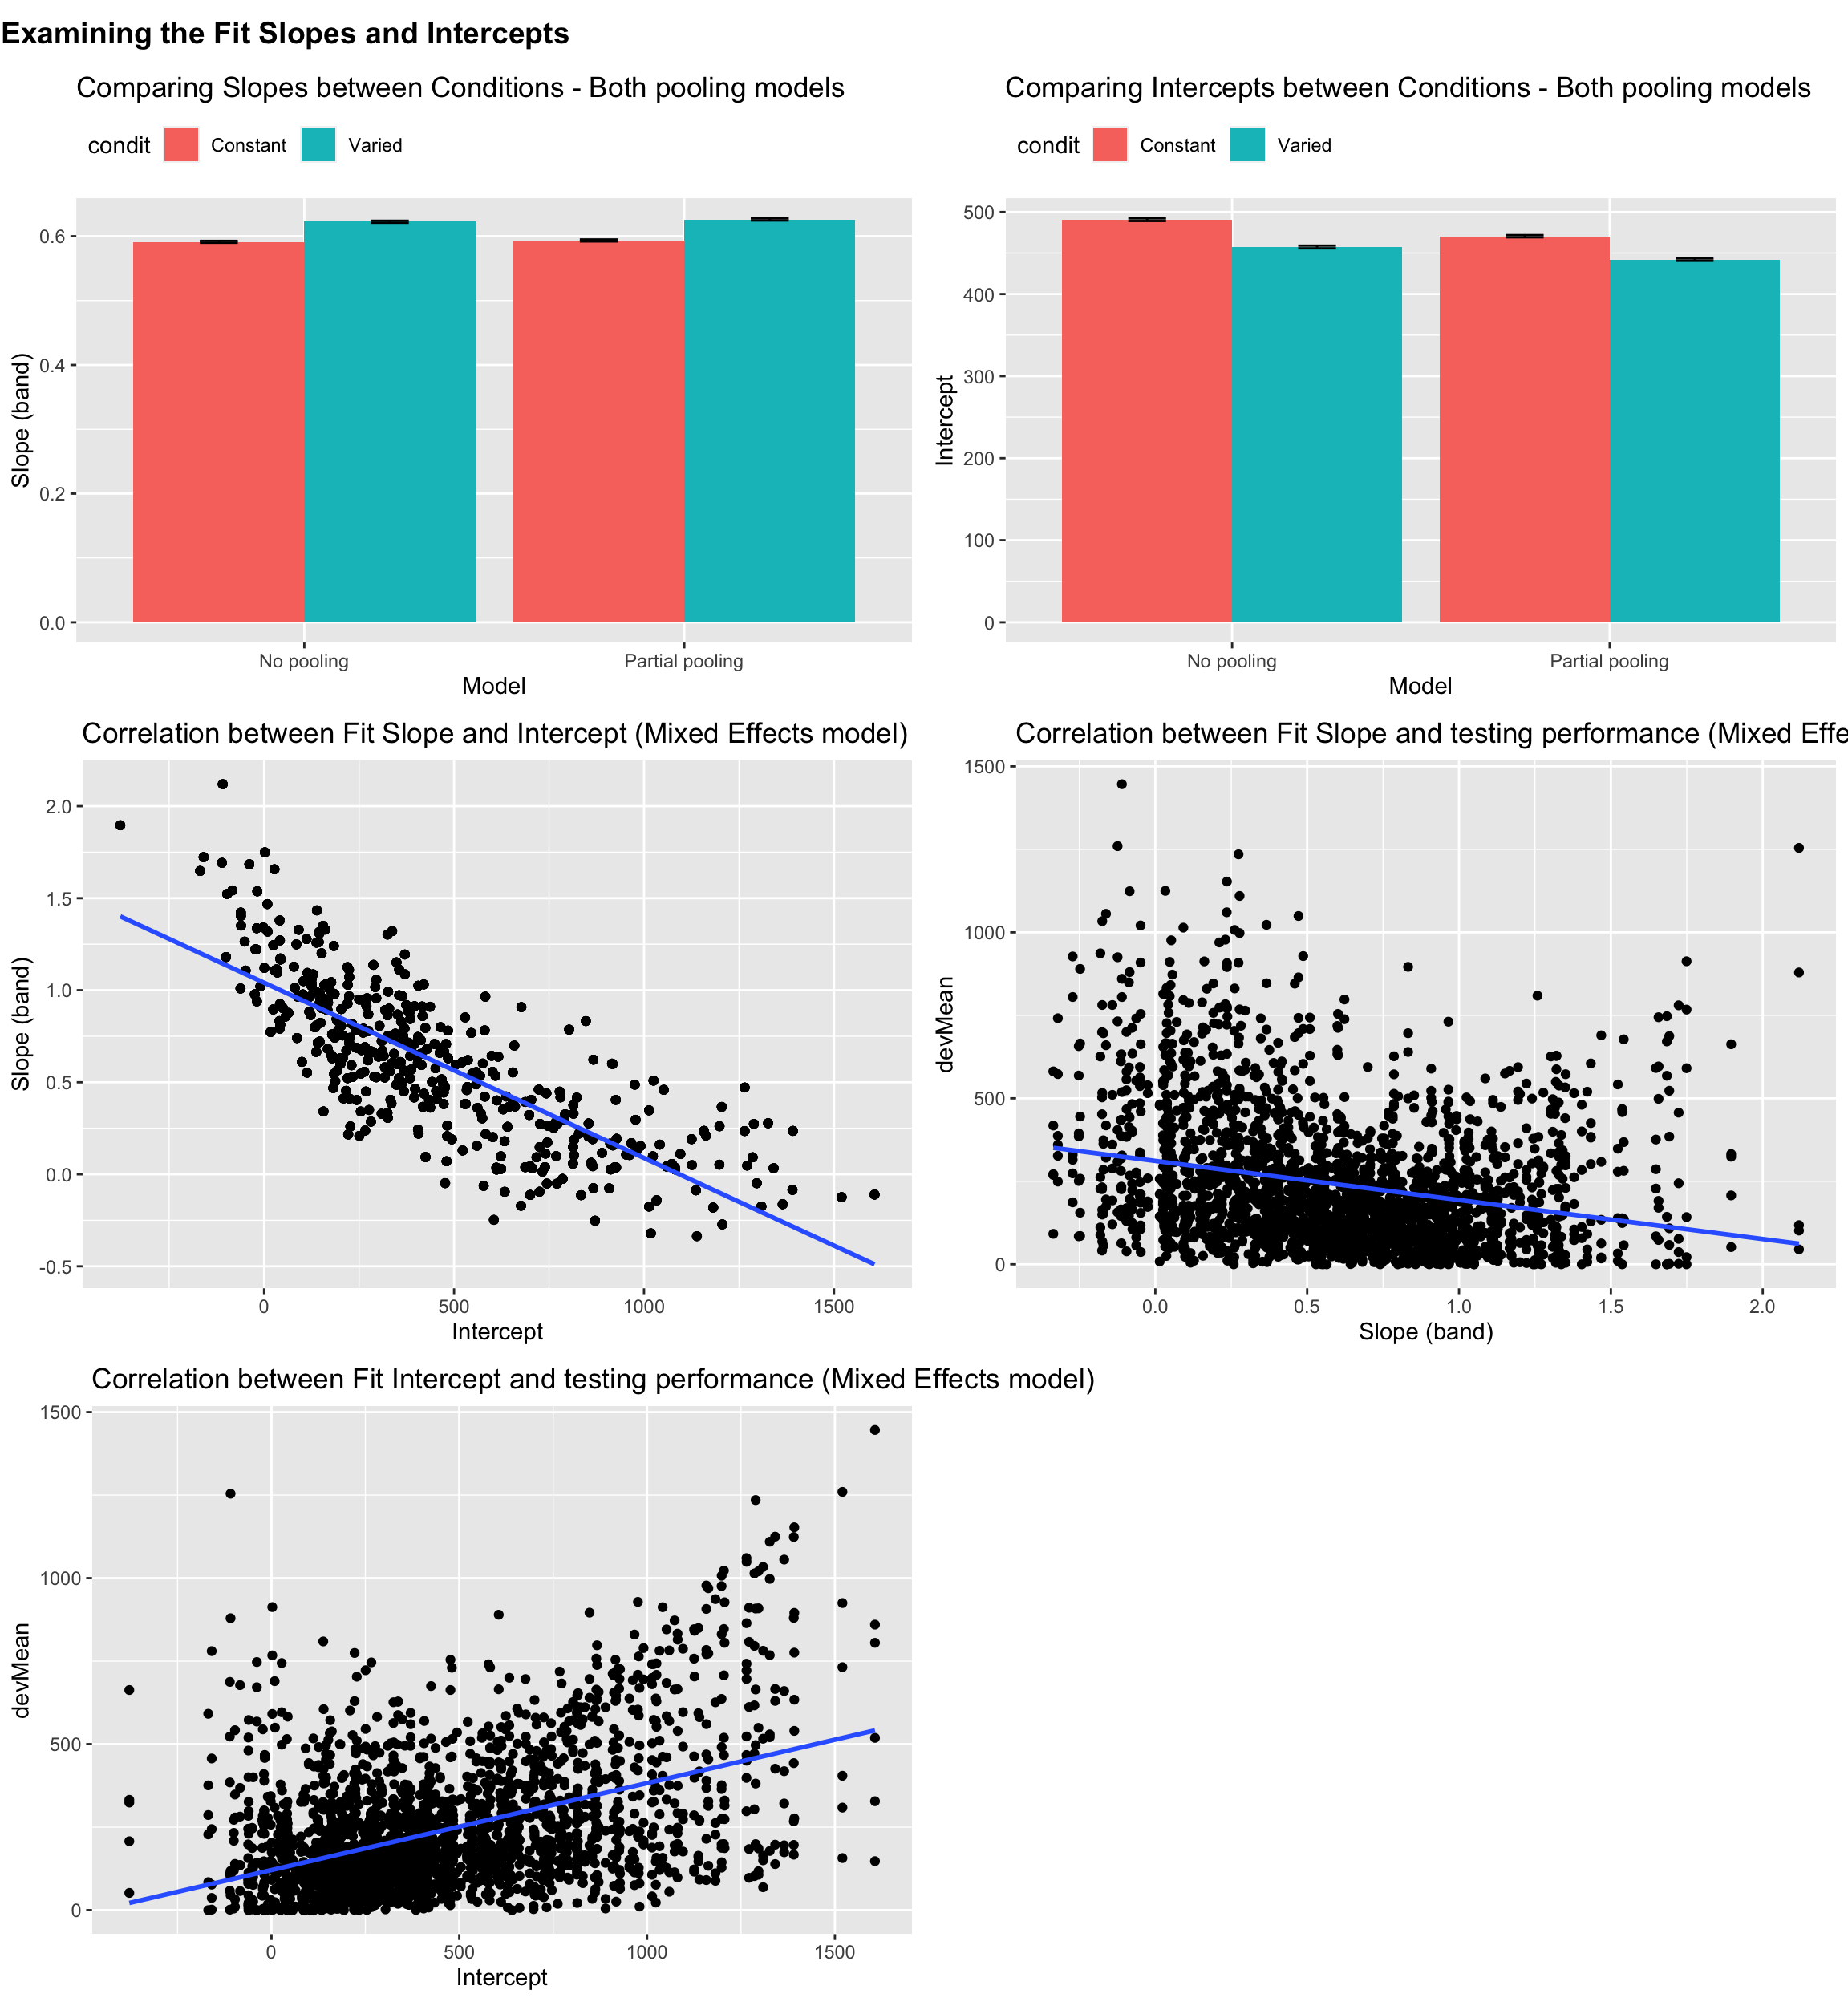 Examining the Fit Slopes and Intercepts
Comparing Slopes between Conditions - Both pooling models
condit Constant Varied
Slope (band)
0.6
0.4
0.2
0.0
No pooling Partial pooling
Model
Comparing Intercepts between Conditions - Both pooling models
condit Constant Varied
Intercept
500
400
300
200
100
0
No pooling Partial pooling
Model
Correlation between Fit Slope and Intercept (Mixed Effects model)
Slope (band)
2.0
1.5
1.0
0.5
0.0
-0.5
0 500 1000 1500
Intercept
Correlation between Fit Slope and testing performance (Mixed Effe
devMean
1500
1000
500
0
0.0 0.5 1.0 1.5 2.0
Slope (band)
Correlation between Fit Intercept and testing performance (Mixed Effects model)
devMean
1500
1000
500
0
0 500 1000 1500
Intercept